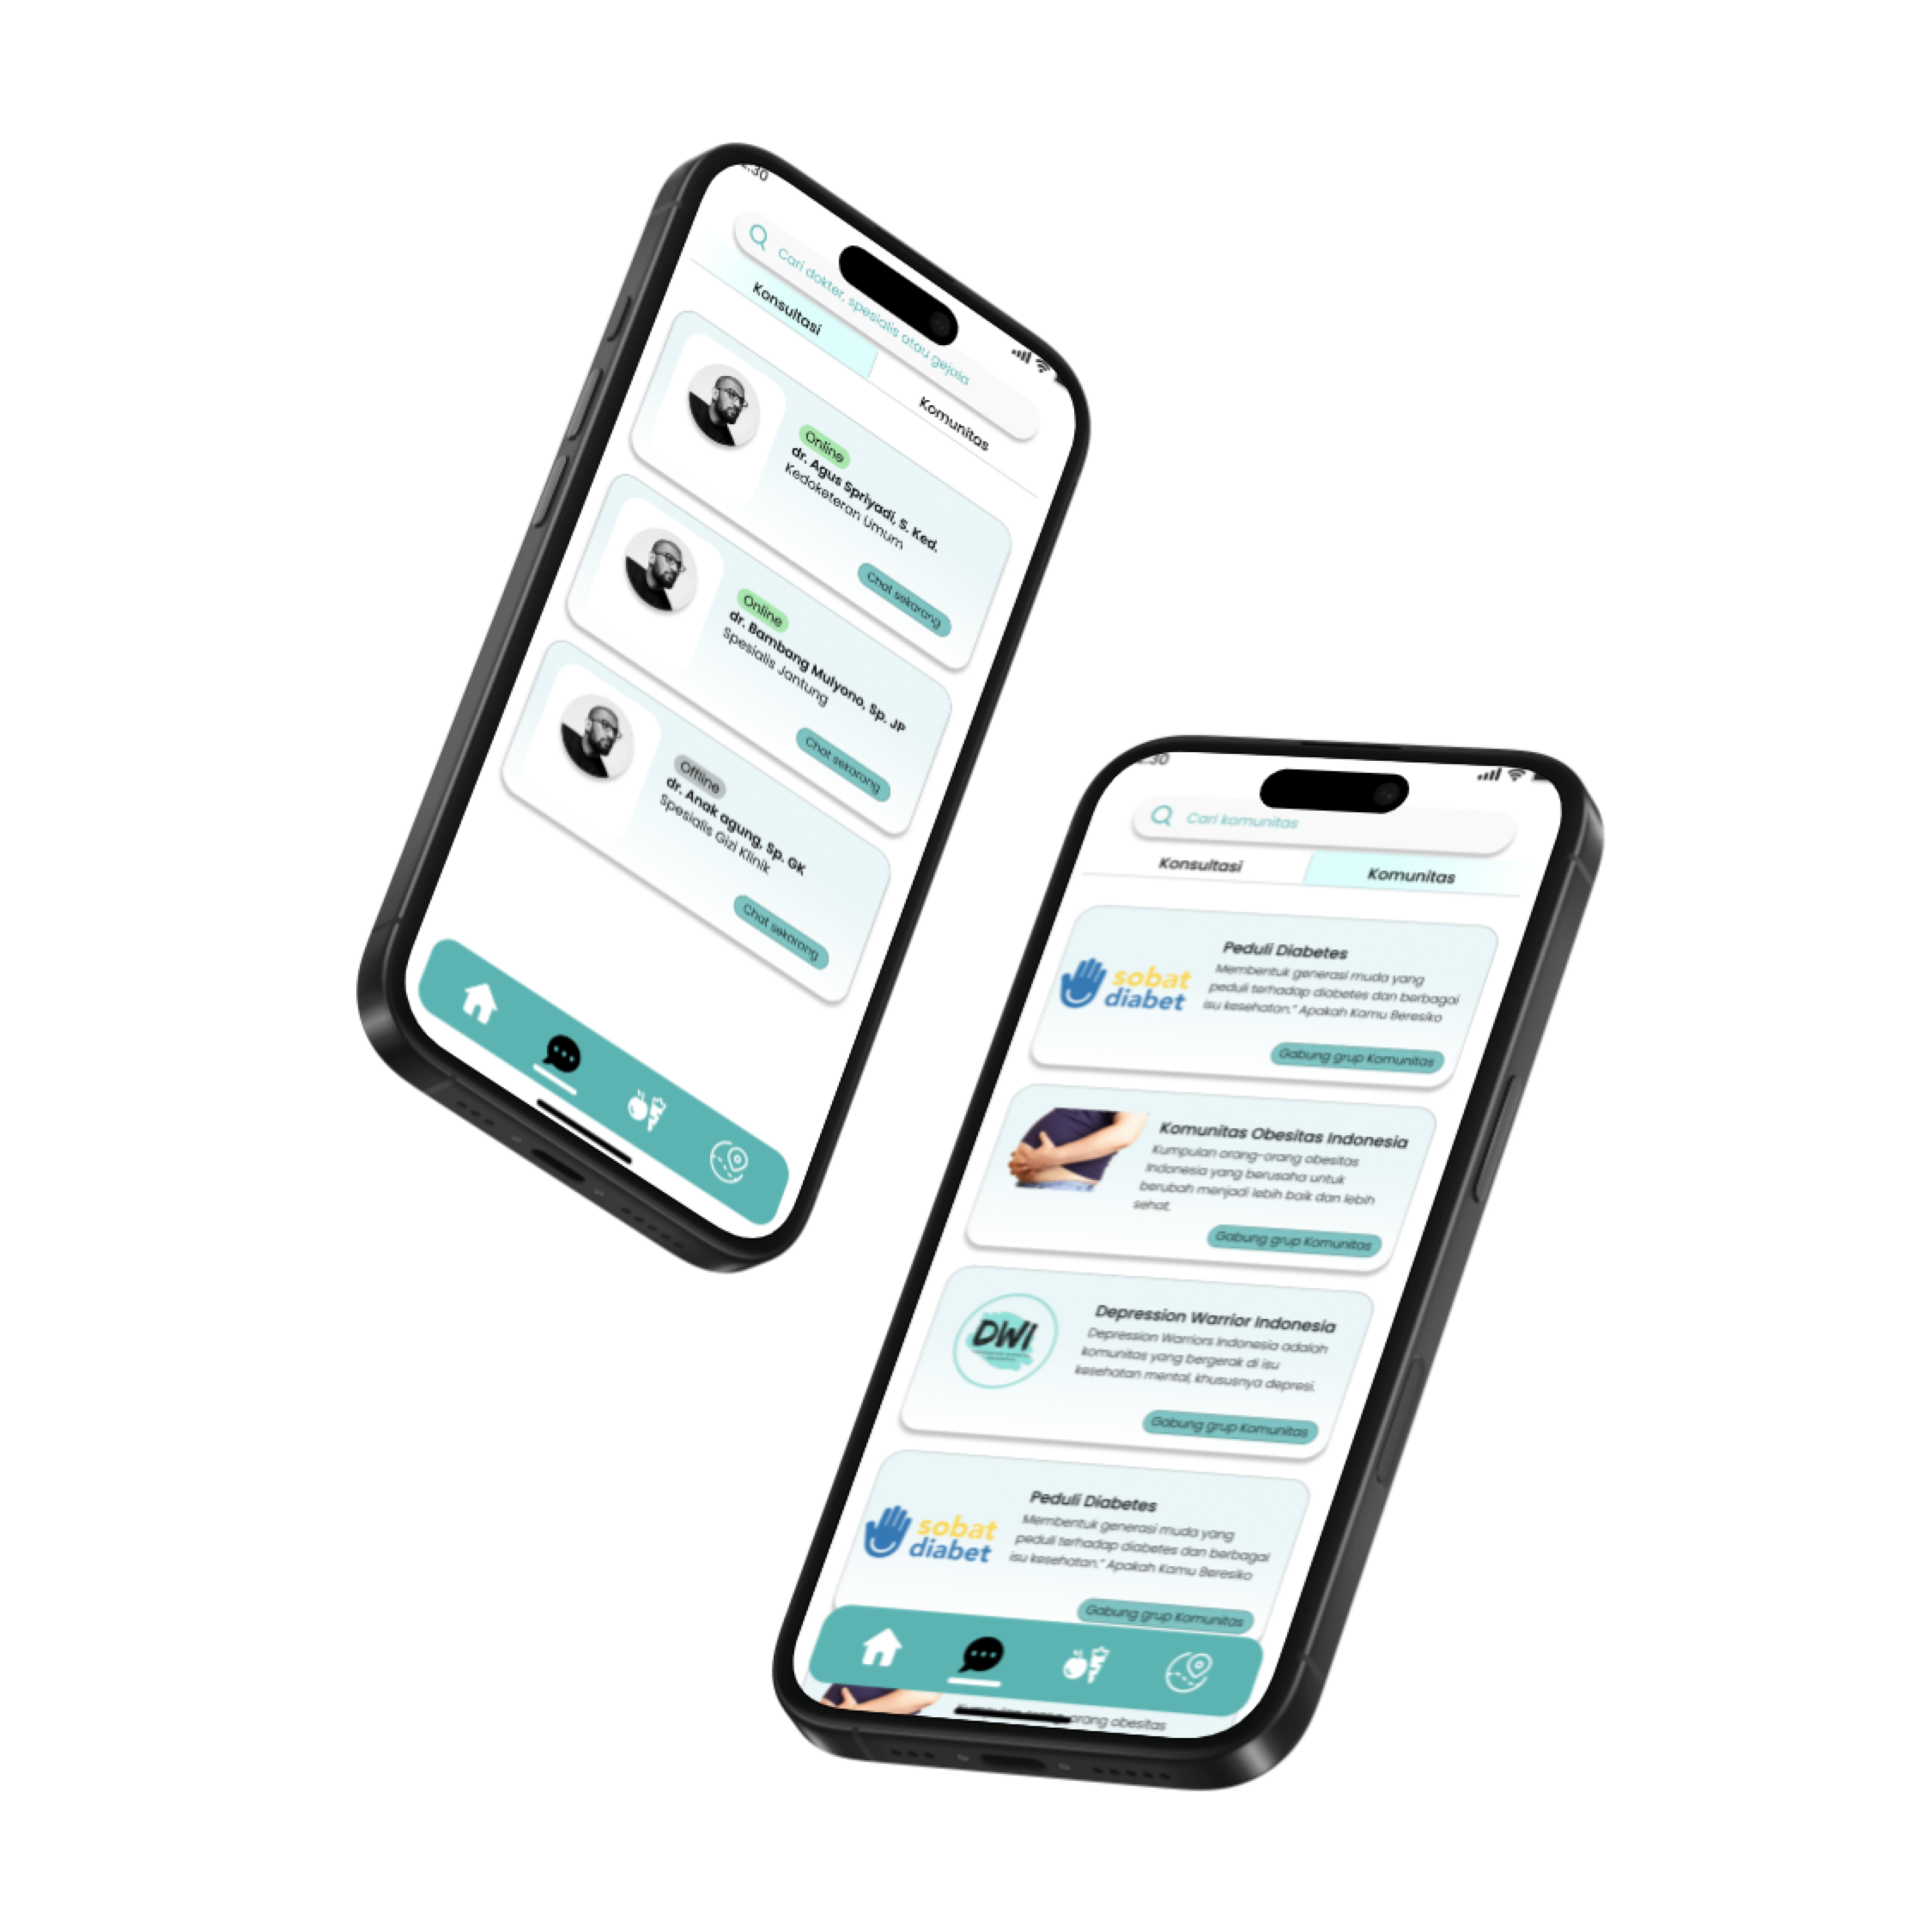 :30
Cari dokter, spesialis atau gejala
Konsultasi
Komunitas
Online
dr. Agus Spriyadi, S. Ked.
Kedoketeran Umum
Chat sekarang
Online
dr. Bambang Mulyono, Sp. JP
Spesialis Jantung
Chat sekarang
Offline
dr. Anak agung, Sp. GK
Spesialis Gizi Klinik
Chat sekarang
:30
Cari komunitas
Konsultasi
Komunitas
sobat
diabet
Peduli Diabetes
Membentuk generasi muda yang
peduli terhadap diabetes dan berbagai
isu kesehatan." Apakah Kamu Beresiko
Gabung grup Komunitas
Komunitas Obesitas Indonesia
Kumpulan orang-orang obesitas
Indonesia yang berusaha untuk
berubah menjadi lebih baik dan lebih
sehat.
Gabung grup Komunitas
DWI
Depression Warrior Indonesia
Depression Warriors Indonesia adalah
komunitas yang bergerak di isu
kesehatan mental, khususnya depresi.
Gabung grup Komunitas
sobat
diabet
Peduli Diabetes
Membentuk generasi muda yang
peduli terhadap diabetes dan berbagai
isu kesehatan." Apakah Kamu Beresiko
Gabung grup Komunitas
orang obesitas